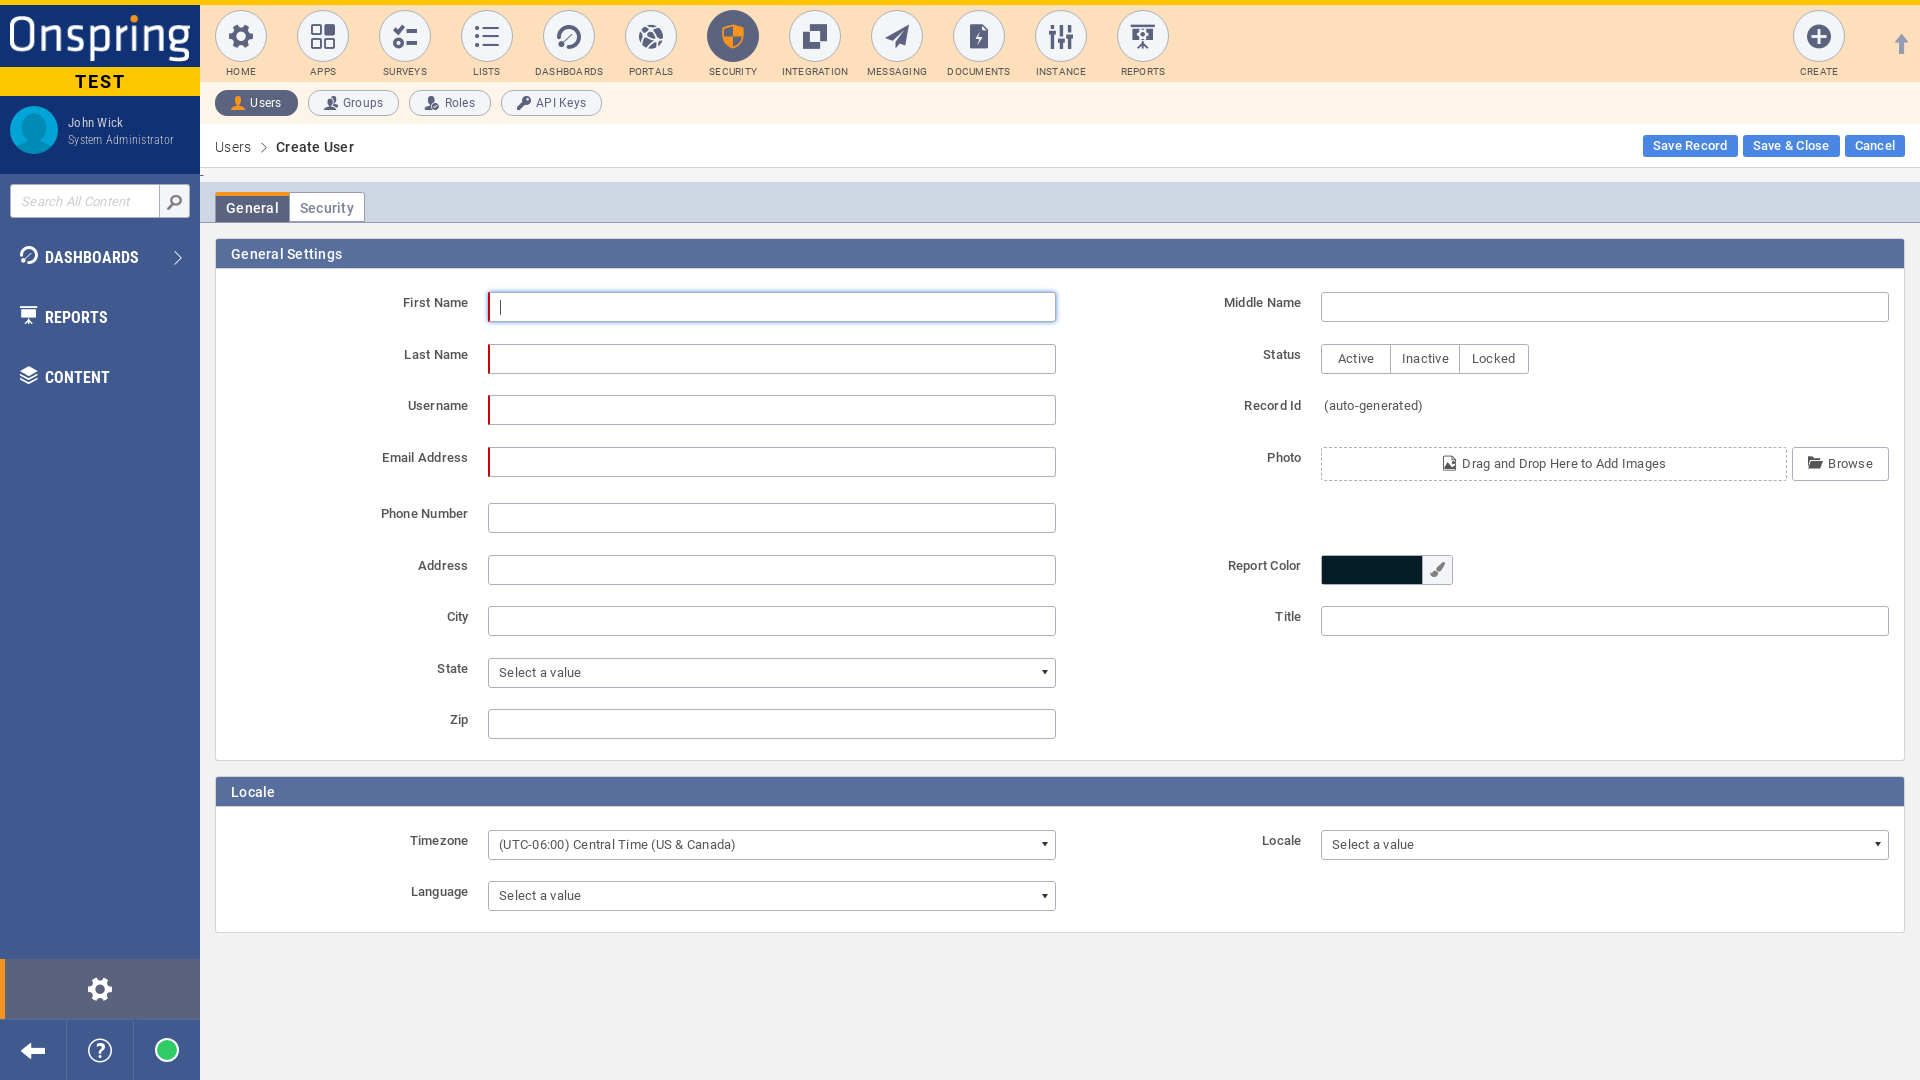 Onspring
TEST
John Wick
System Administrator
Search All Content
DASHBOARDS
REPORTS
CONTENT
HOME
APPS
SURVEYS
LISTS
DASHBOARDS
PORTALS
SECURITY
INTEGRATION
MESSAGING
DOCUMENTS
INSTANCE
REPORTS
CREATE
Users
Groups
Roles
API Keys
Users > Create User
Save Record
Save & Close
Cancel
General
Security
General Settings
First Name
Middle Name
Last Name
Status
Active
Inactive
Locked
Username
Record Id
(auto-generated)
Email Address
Photo
Drag and Drop Here to Add Images
Browse
Phone Number
Address
Report Color
City
Title
State
Select a value
Zip
Locale
Timezone
(UTC-06:00) Central Time (US & Canada)
Locale
Select a value
Language
Select a value